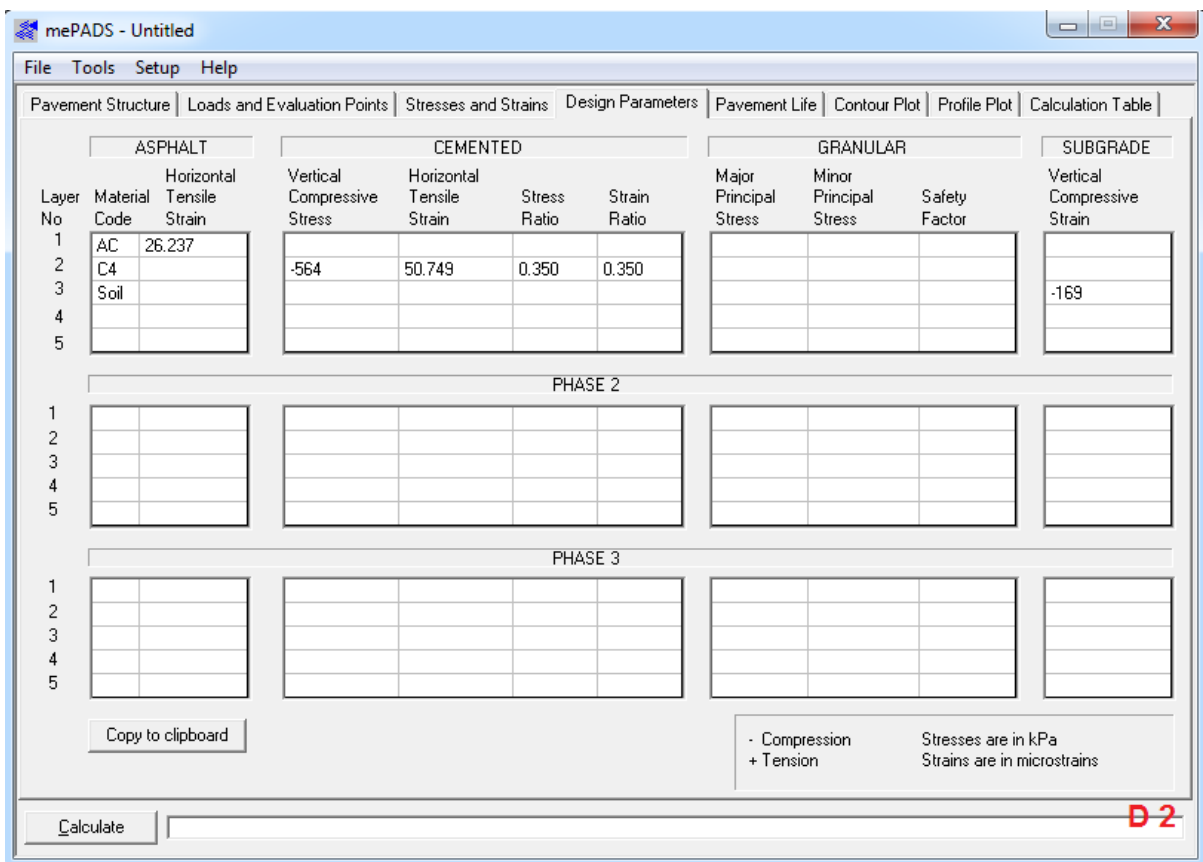 mePADS - Untitled
File Tools Setup Help
Pavement Structure Loads and Evaluation Points Stresses and Strains Design Parameters Pavement Life Contour Plot Profile Plot Calculation Table
ASPHALT CEMENTED GRANULAR SUBGRADE
Horizontal Vertical Horizontal Major Minor Vertical
Layer Material Tensile Compressive Tensile Stress Strain Principal Principal Safety Compressive
No Code Strain Stress Strain Ratio Ratio Stress Stress Factor Strain
1 AC 26.237
2 C4 -564 50.749 0.350 0.350
3 Soil -169
4
5
PHASE 2
1
2
3
4
5
PHASE 3
1
2
3
4
5
Copy to clipboard
- Compression Stresses are in kPa
+ Tension Strains are in microstrains
Calculate
D 2